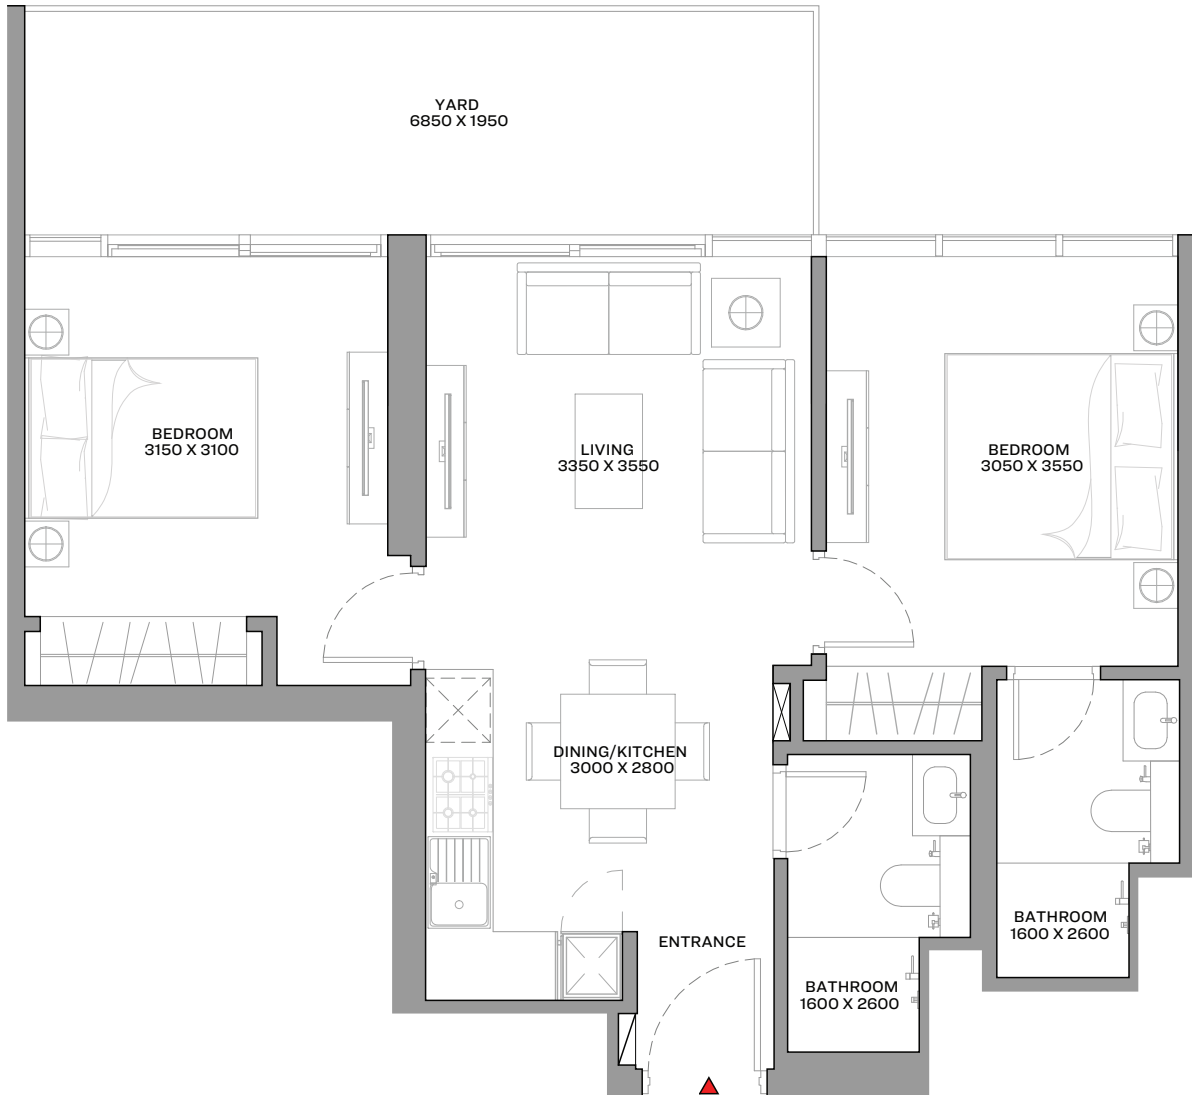 YARD
6850 X 1950
BEDROOM
3150 X 3100
LIVING
3350 X 3550
BEDROOM
3050 X 3550
DINING/KITCHEN
3000 X 2800
ENTRANCE
BATHROOM
1600 X 2600
BATHROOM
1600 X 2600